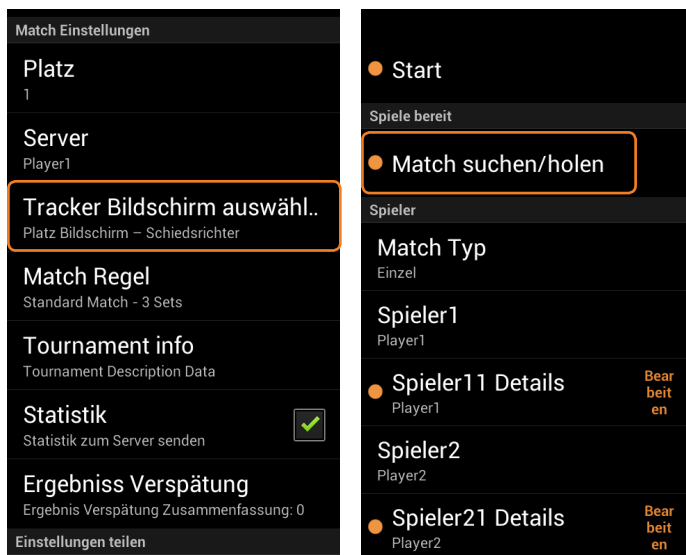 Match Einstellungen
Platz
1
Server
Player1
Tracker Bildschirm auswähl..
Platz Bildschirm – Schiedsrichter
Match Regel
Standard Match - 3 Sets
Tournament info
Tournament Description Data
Statistik
Statistik zum Server senden
Ergebniss Verspätung
Ergebnis Verspätung Zusammenfassung: 0
Einstellungen teilen
Start
Spiele bereit
Match suchen/holen
Spieler
Match Typ
Einzel
Spieler1
Player1
Spieler11 Details
Player1
Bear
beit
en
Spieler2
Player2
Spieler21 Details
Player2
Bear
beit
en